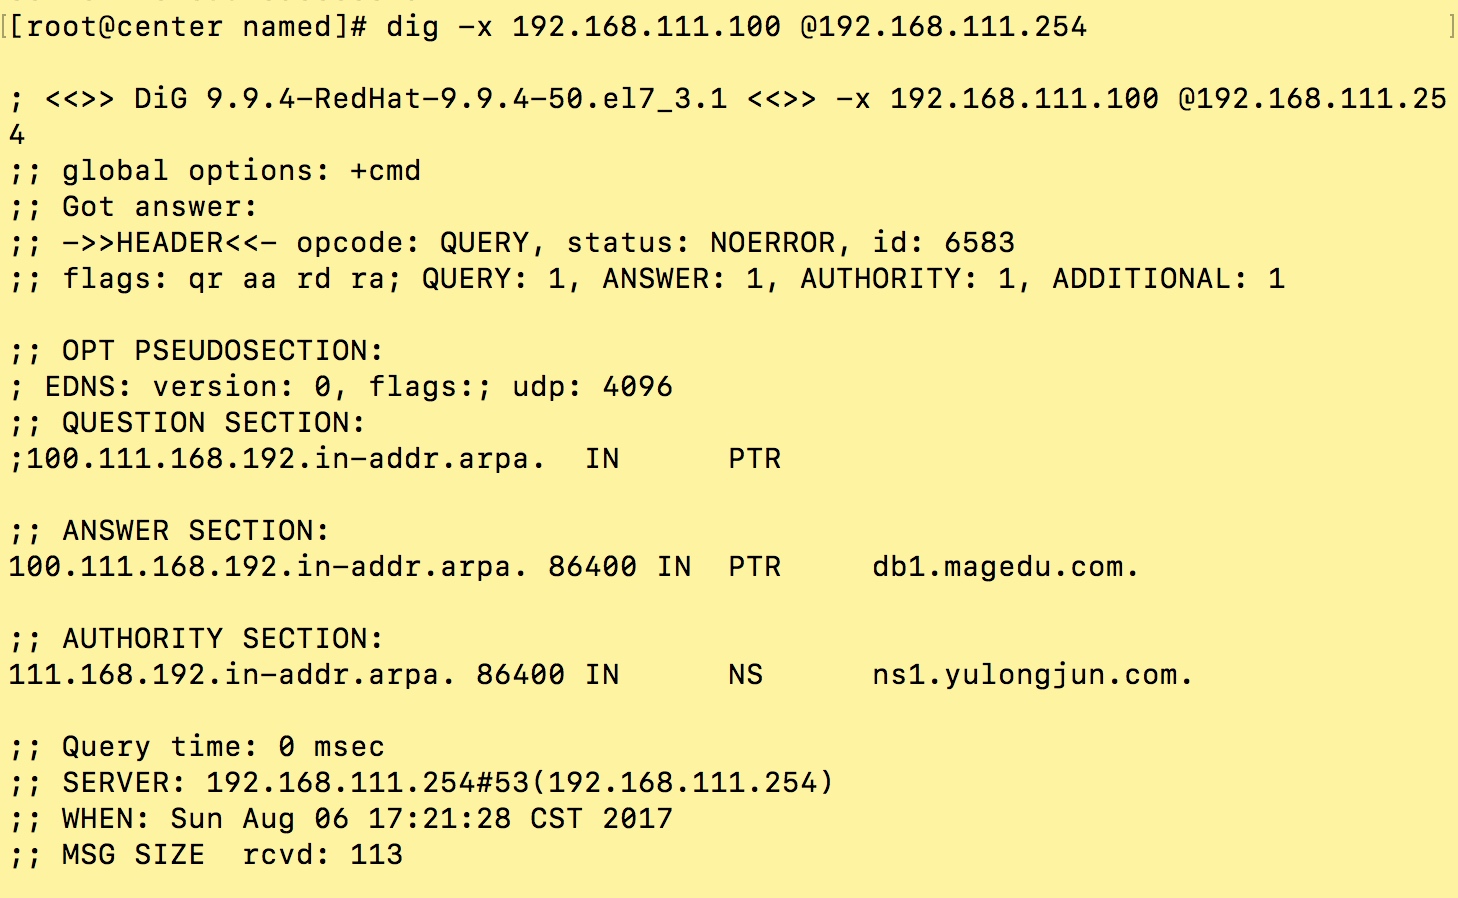 [[root@center named]# dig -x 192.168.111.100 @192.168.111.254 ]

; <<>> DiG 9.9.4-RedHat-9.9.4-50.el7_3.1 <<>> -x 192.168.111.100 @192.168.111.25
4
;; global options: +cmd
;; Got answer:
;; ->>HEADER<<- opcode: QUERY, status: NOERROR, id: 6583
;; flags: qr aa rd ra; QUERY: 1, ANSWER: 1, AUTHORITY: 1, ADDITIONAL: 1

;; OPT PSEUDOSECTION:
; EDNS: version: 0, flags:; udp: 4096
;; QUESTION SECTION:
;100.111.168.192.in-addr.arpa.	IN	PTR

;; ANSWER SECTION:
100.111.168.192.in-addr.arpa. 86400 IN	PTR	db1.magedu.com.

;; AUTHORITY SECTION:
111.168.192.in-addr.arpa. 86400	IN	NS	ns1.yulongjun.com.

;; Query time: 0 msec
;; SERVER: 192.168.111.254#53(192.168.111.254)
;; WHEN: Sun Aug 06 17:21:28 CST 2017
;; MSG SIZE  rcvd: 113